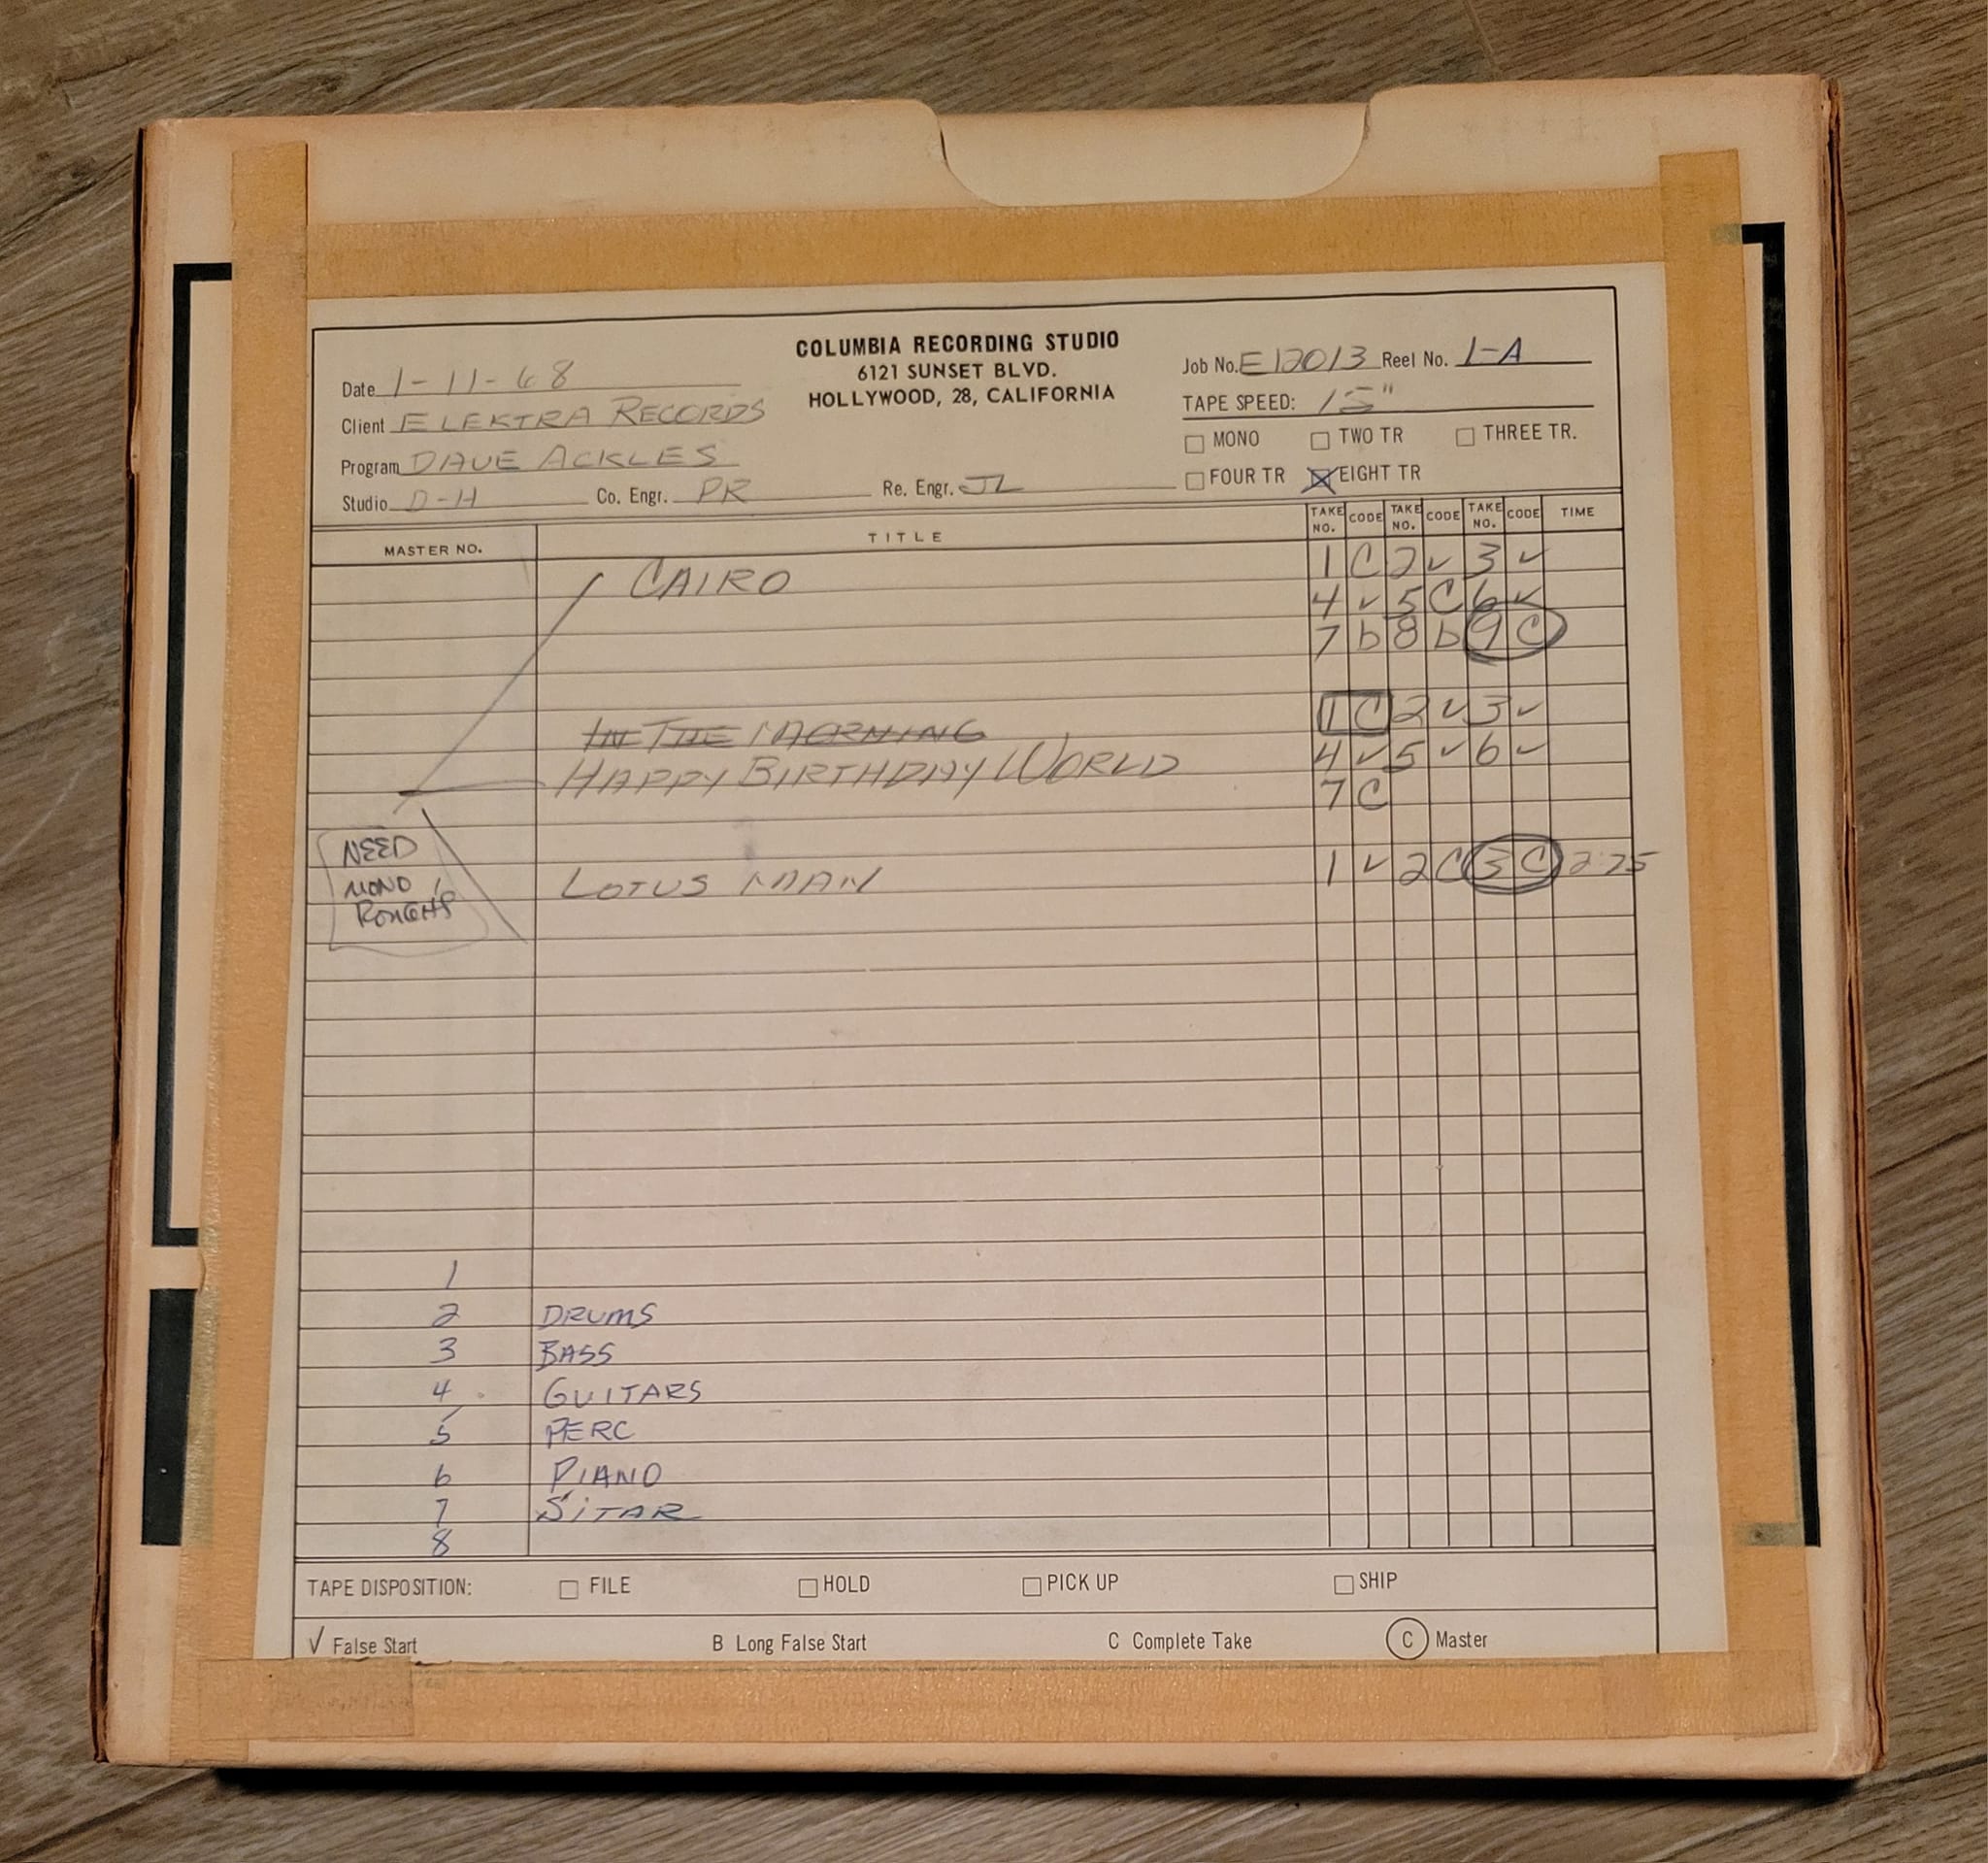 COLUMBIA RECORDING STUDIO
6121 SUNSET BLVD.
HOLLYWOOD, 28, CALIFORNIA
Date 1-11-68
Client ELEKTRA RECORDS
Program DAVE ACKLES
Studio D-H Co. Engr. PR Re. Engr. JL
Job No. E12013 Reel No. 1-A
TAPE SPEED: 15"
MONO TWO TR THREE TR.
FOUR TR EIGHT TR
MASTER NO. TITLE TAKE NO. CODE TAKE NO. CODE TAKE NO. CODE TIME
CAIRO 1 C 2 ✓ 3 ✓
4 ✓ 5 C 6 ✓
7 b 8 b 9 C
IN THE MORNING 1 C 2 ✓ 3 ✓
HAPPY BIRTHDAY WORLD 4 ✓ 5 ✓ 6 ✓
7 C
NEED
MONO
ROUGHS
LOTUS MAN 1 ✓ 2 C 3 C 2:25
1
2 DRUMS
3 BASS
4 GUITARS
5 PERC
6 PIANO
7 SITAR
8
TAPE DISPOSITION: FILE HOLD PICK UP SHIP
✓ False Start B Long False Start C Complete Take C Master